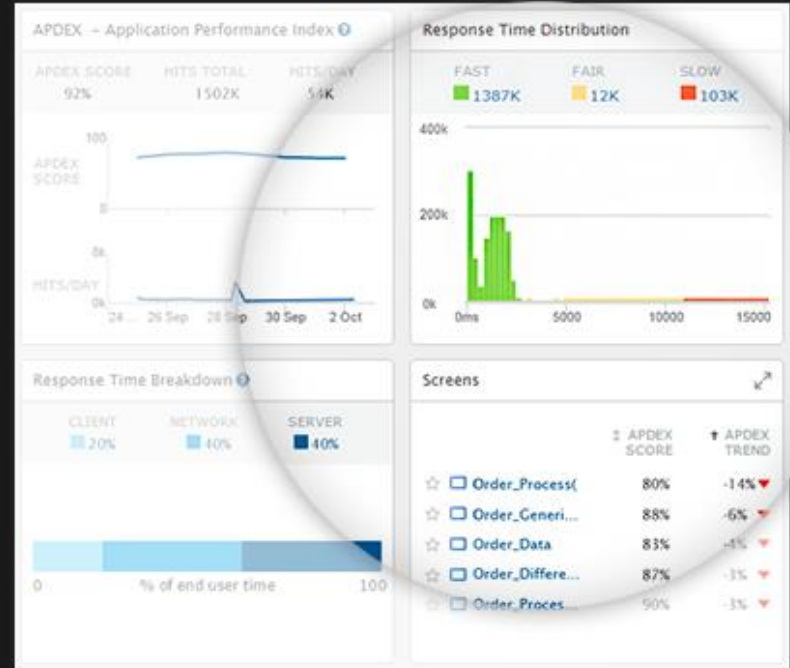 APDEX - Application Performance Index
APDEX SCORE HITS TOTAL HITS/DAY
92% 1502K 54K
100
APDEX
SCORE
0
6k
HITS/DAY
0k
24... 26 Sep 28 Sep 30 Sep 2 Oct
Response Time Distribution
FAST FAIR SLOW
1387K 12K 103K
400k
200k
0k
0ms 5000 10000 15000
Response Time Breakdown
CLIENT NETWORK SERVER
20% 40% 40%
0 % of end user time 100
Screens
APDEX SCORE APDEX TREND
Order_Process( 80% -14%
Order_Generi... 88% -6%
Order_Data 83% -4%
Order_Differe... 87% -3%
Order_Proces... 90% -3%